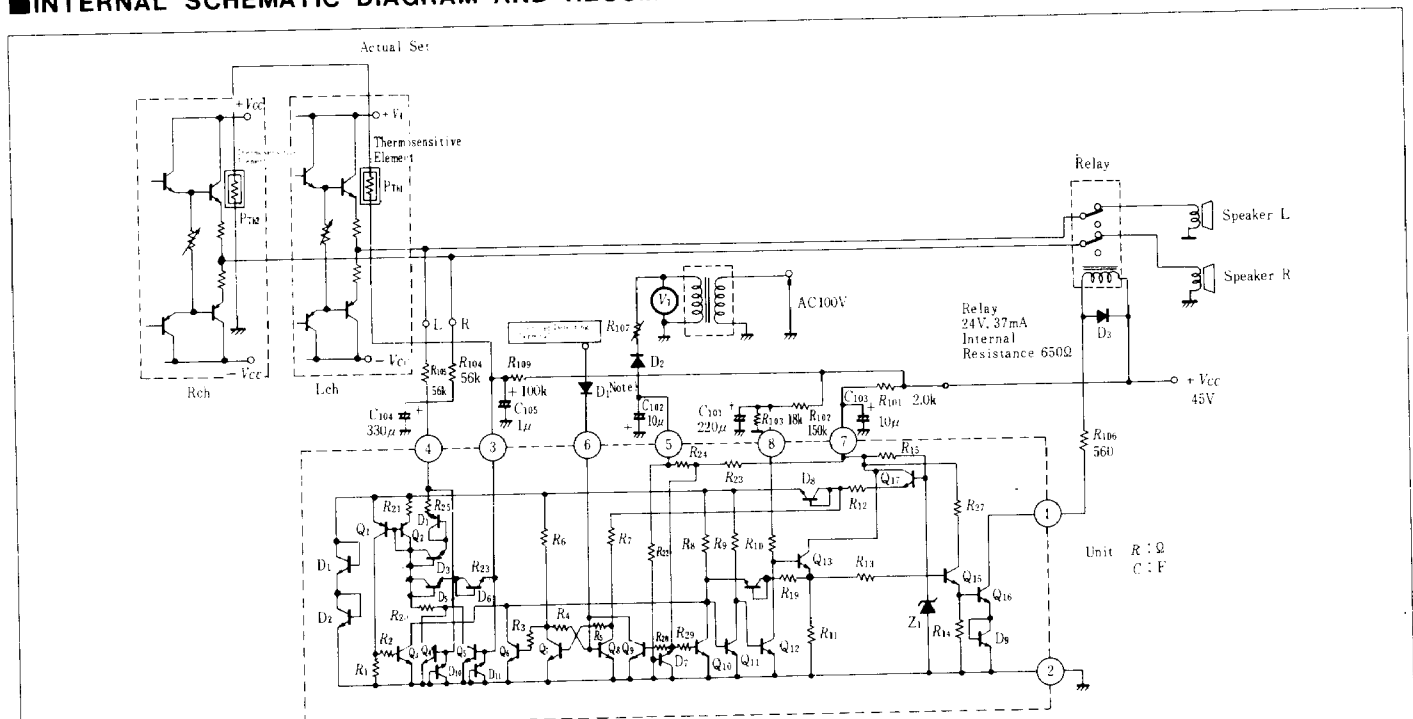 ■INTERNAL SCHEMATIC DIAGRAM AND
Actual Set
+Vcc
+V1
Thermosensitive
Element
PTH2
PTH1
−Vcc
−Vcc
Rch
Lch
L
R
R105
56k
R104
56k
R109
100k
C105
1μ
C104
330μ
R107
V1
AC100V
D2
D1
Note
C102
10μ
C101
220μ
R103
18k
R102
150k
C103
10μ
R101
2.0k
Relay
Speaker L
Speaker R
Relay
24V, 37mA
Internal
Resistance 650Ω
D3
+Vcc
45V
R106
560
4
3
6
5
8
7
1
2
R21
R25
Q1
Q2
D1
D2
D3
D5
D6
R23
R2
R1
Q3
Q4
Q5
D10
D11
Q6
R3
R4
R5
R6
R7
Q7
Q8
Q9
R28
R29
D7
R24
R23
R8
R9
R10
Q10
Q11
Q12
D8
R12
Q17
R15
Q13
R19
R13
R11
Z1
R27
Q15
Q16
R14
D9
Unit R : Ω
C : F